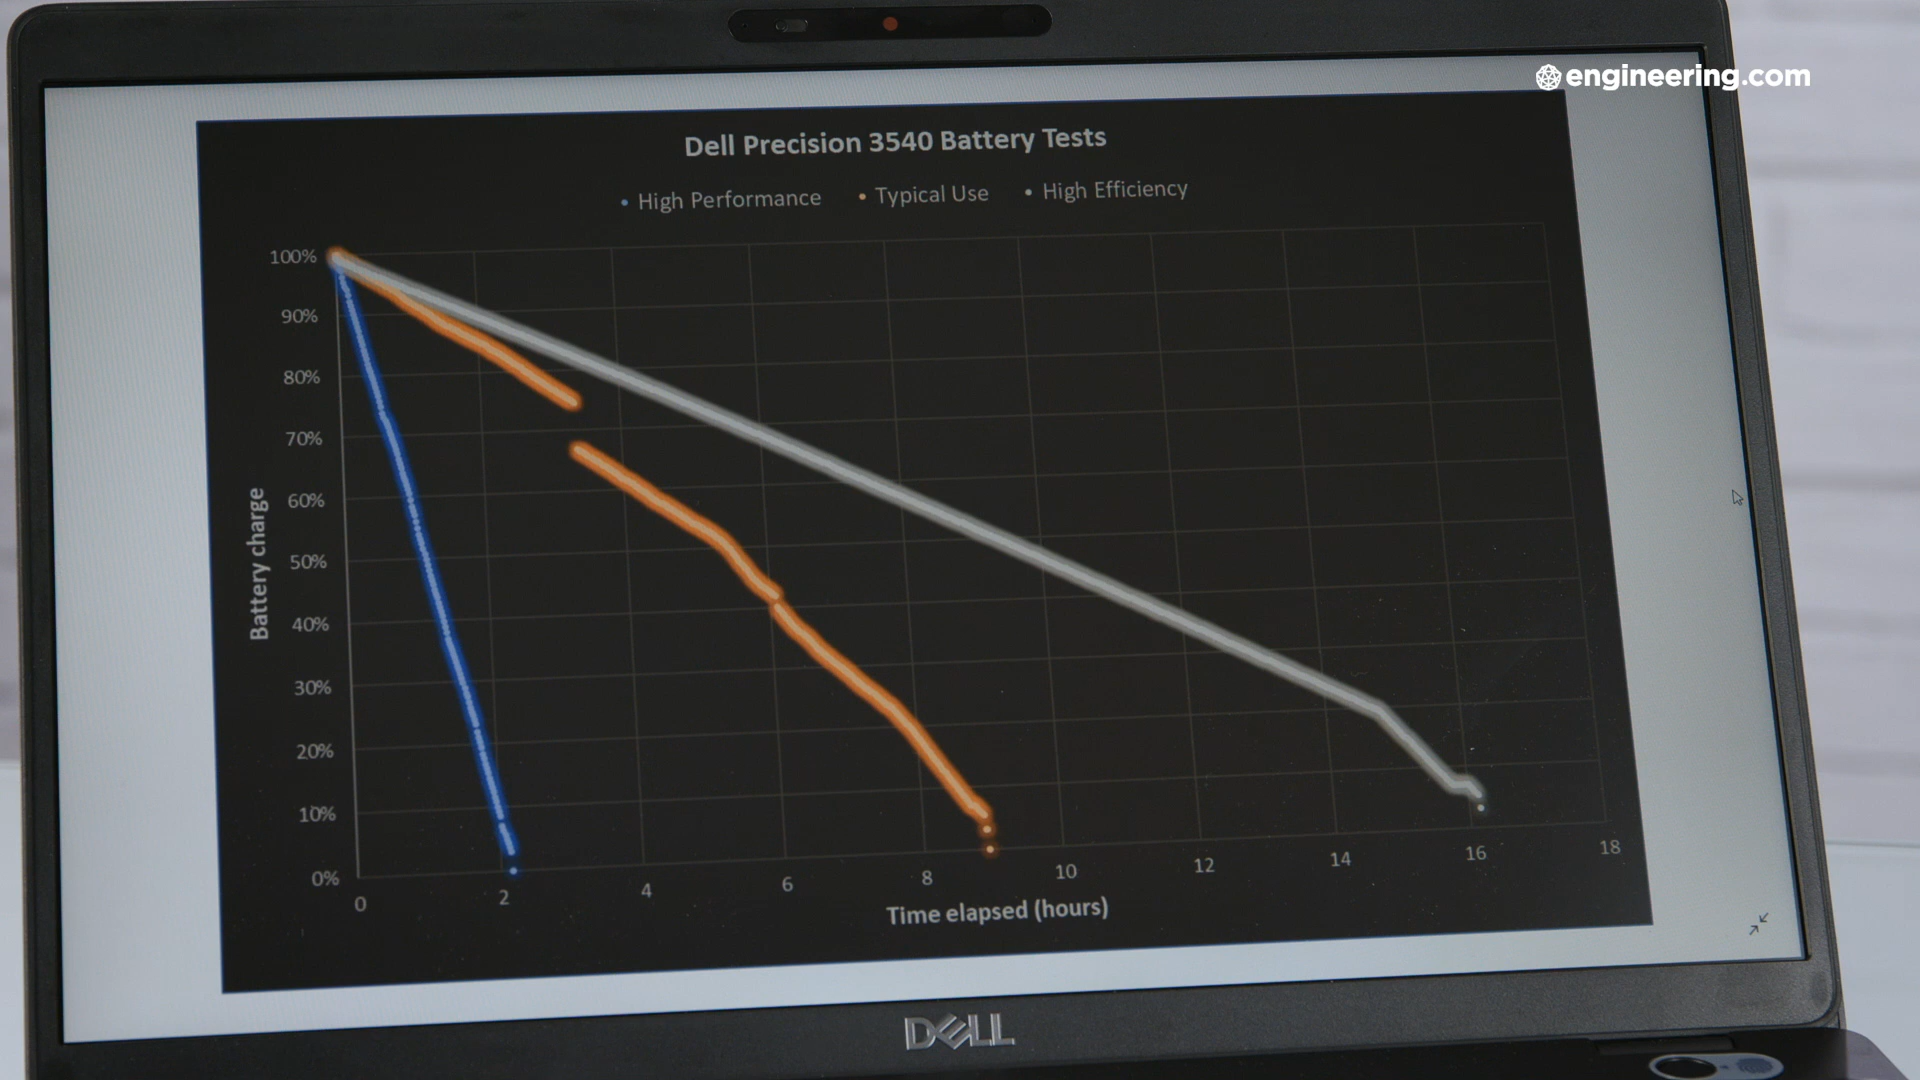 engineering.com
Dell Precision 3540 Battery Tests
High Performance Typical Use High Efficiency
100%
90%
80%
70%
60%
50%
40%
30%
20%
10%
0%
Battery charge
0 2 4 6 8 10 12 14 16 18
Time elapsed (hours)
DELL